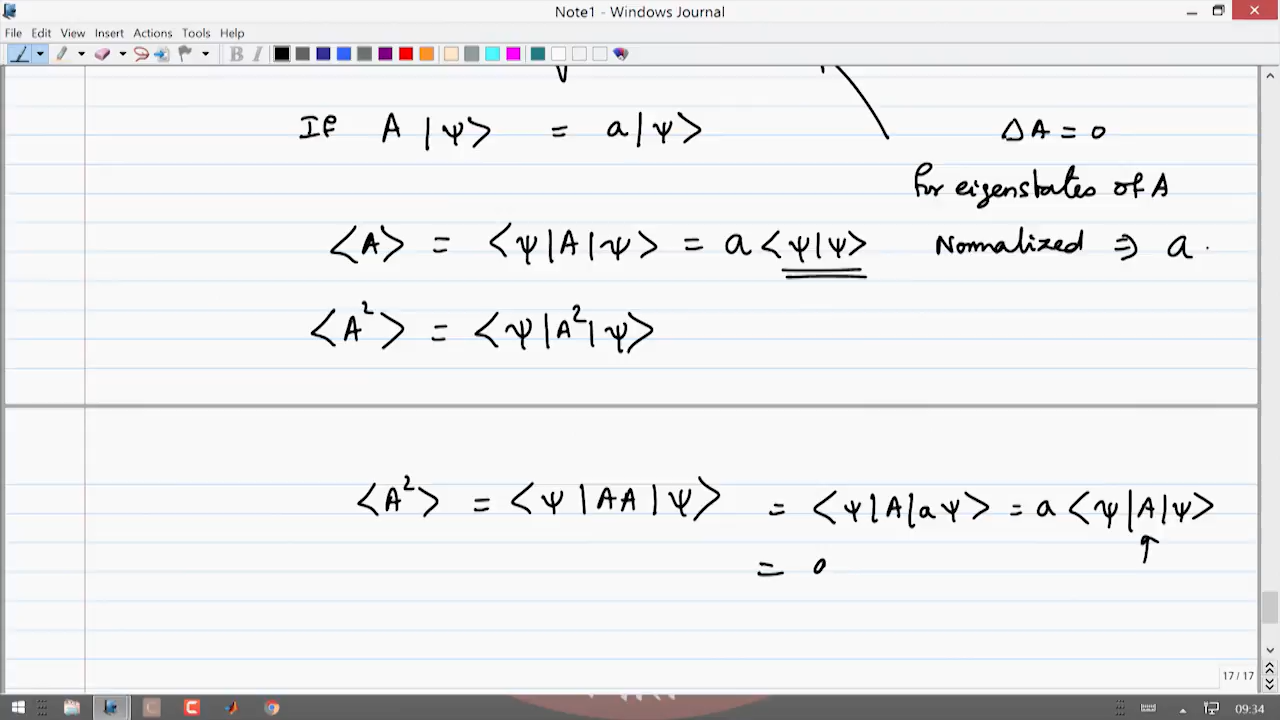 Note1 - Windows Journal
File Edit View Insert Actions Tools Help
B I
If A |ψ> = a|ψ>
ΔA = 0
for eigenstates of A
<A> = <ψ|A|ψ> = a<ψ|ψ> Normalized ⇒ a.
<A²> = <ψ|A²|ψ>
<A²> = <ψ|AA|ψ> = <ψ|A|aψ> = a<ψ|A|ψ>
↑
=
17 / 17
09:34